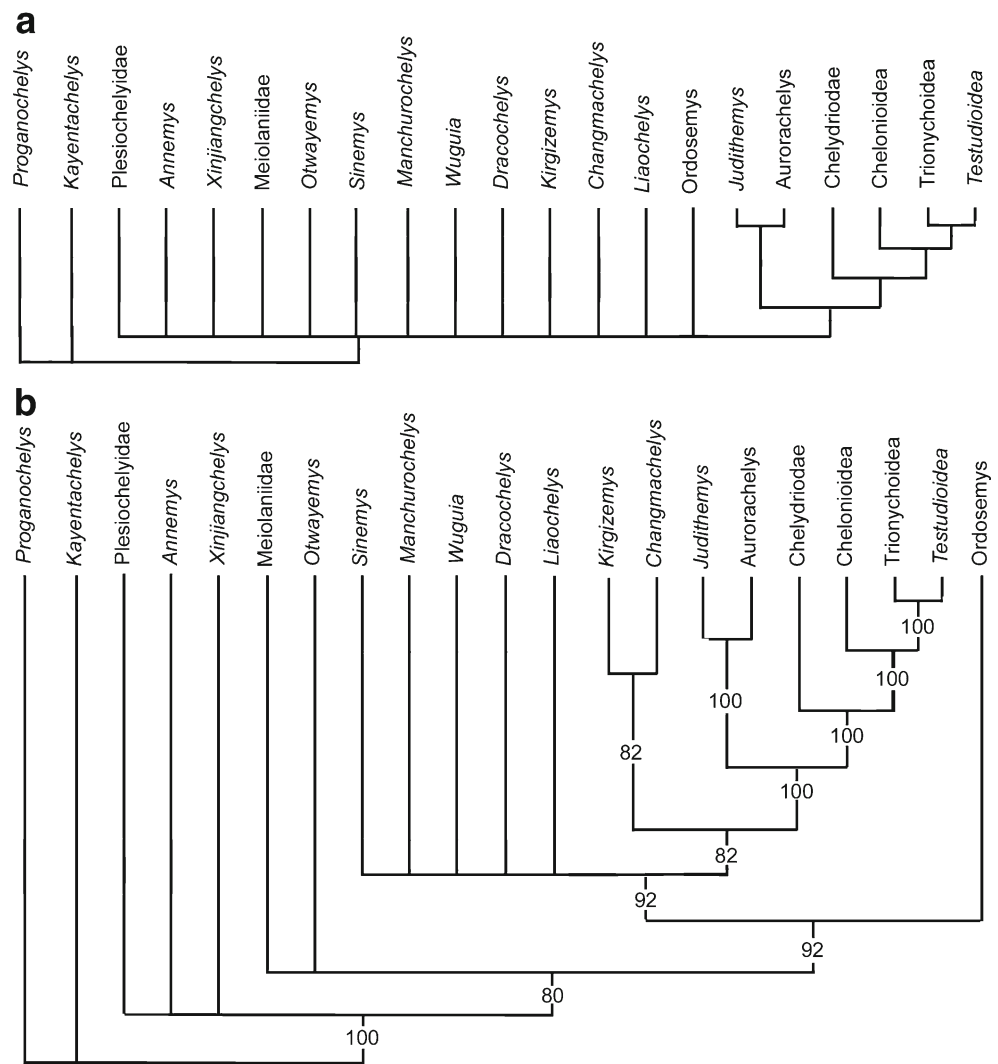 a
Proganochelys
Kayentachelys
Plesiochelyidae
Annemys
Xinjiangchelys
Meiolaniidae
Otwayemys
Sinemys
Manchurochelys
Wuguia
Dracochelys
Kirgizemys
Changmachelys
Liaochelys
Ordosemys
Judithemys
Aurorachelys
Chelydriodae
Chelonioidea
Trionychoidea
Testudioidea
b
Proganochelys
Kayentachelys
Plesiochelyidae
Annemys
Xinjiangchelys
Meiolaniidae
Otwayemys
Sinemys
Manchurochelys
Wuguia
Dracochelys
Liaochelys
Kirgizemys
Changmachelys
Judithemys
Aurorachelys
Chelydriodae
Chelonioidea
Trionychoidea
Testudioidea
Ordosemys
100
100
100
100
82
100
82
92
92
80
100